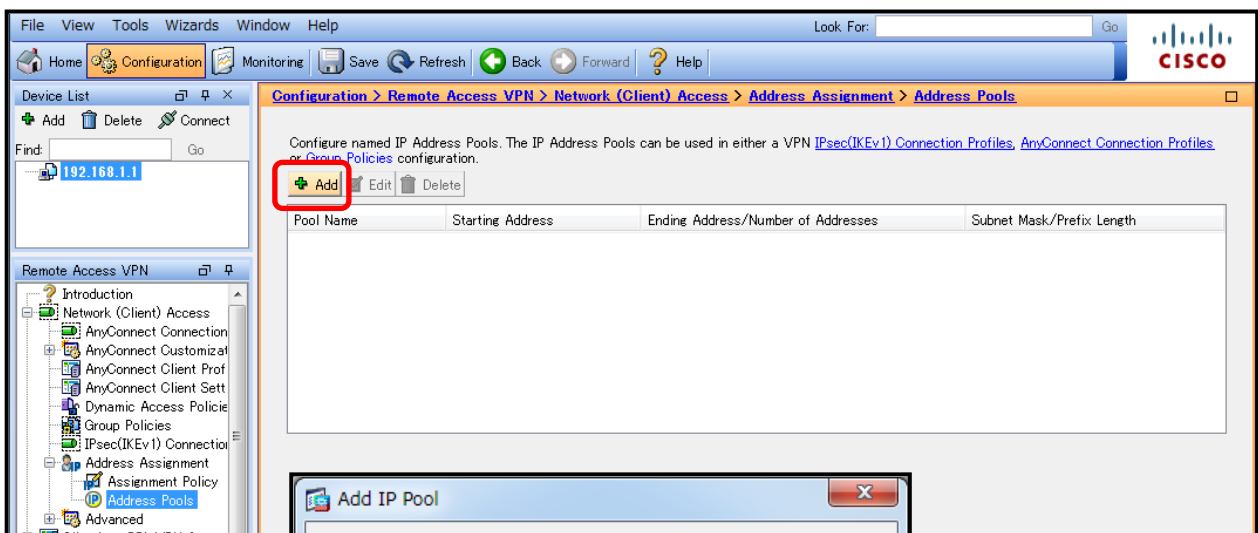 File View Tools Wizards Window Help Look For: Go
CISCO
Home Configuration Monitoring Save Refresh Back Forward Help
Device List
Add Delete Connect
Find: Go
192.168.1.1
Remote Access VPN
Introduction
Network (Client) Access
AnyConnect Connection
AnyConnect Customizat
AnyConnect Client Prof
AnyConnect Client Sett
Dynamic Access Policie
Group Policies
IPsec(IKEv1) Connection
Address Assignment
Assignment Policy
Address Pools
Advanced
Configuration > Remote Access VPN > Network (Client) Access > Address Assignment > Address Pools
Configure named IP Address Pools. The IP Address Pools can be used in either a VPN IPsec(IKEv1) Connection Profiles, AnyConnect Connection Profiles
or Group Policies configuration.
Add Edit Delete
Pool Name Starting Address Ending Address/Number of Addresses Subnet Mask/Prefix Length
Add IP Pool